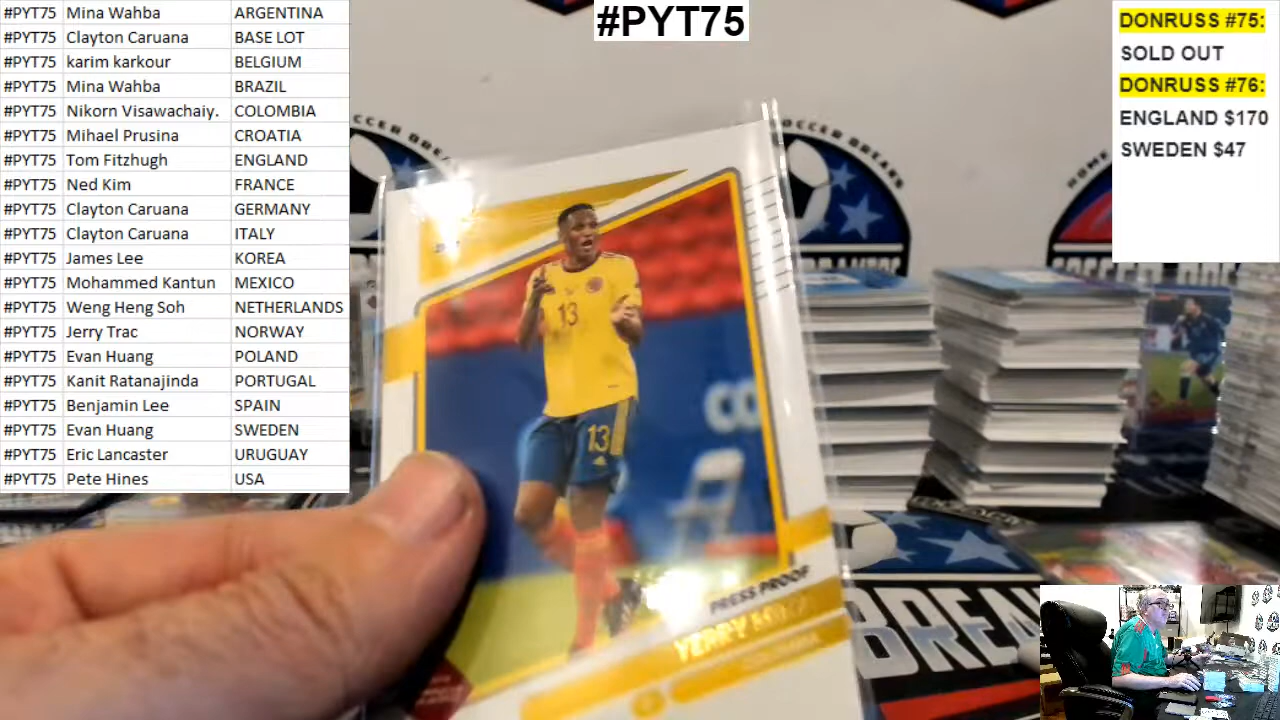 #PYT75 Mina Wahba ARGENTINA
#PYT75 Clayton Caruana BASE LOT
#PYT75 karim karkour BELGIUM
#PYT75 Mina Wahba BRAZIL
#PYT75 Nikorn Visawachaiy. COLOMBIA
#PYT75 Mihael Prusina CROATIA
#PYT75 Tom Fitzhugh ENGLAND
#PYT75 Ned Kim FRANCE
#PYT75 Clayton Caruana GERMANY
#PYT75 Clayton Caruana ITALY
#PYT75 James Lee KOREA
#PYT75 Mohammed Kantun MEXICO
#PYT75 Weng Heng Soh NETHERLANDS
#PYT75 Jerry Trac NORWAY
#PYT75 Evan Huang POLAND
#PYT75 Kanit Ratanajinda PORTUGAL
#PYT75 Benjamin Lee SPAIN
#PYT75 Evan Huang SWEDEN
#PYT75 Eric Lancaster URUGUAY
#PYT75 Pete Hines USA
#PYT75
DONRUSS #75:
SOLD OUT
DONRUSS #76:
ENGLAND $170
SWEDEN $47
SOCCER BREAKS
13
13
CO
PRESS PROOF
YERRY
BREA